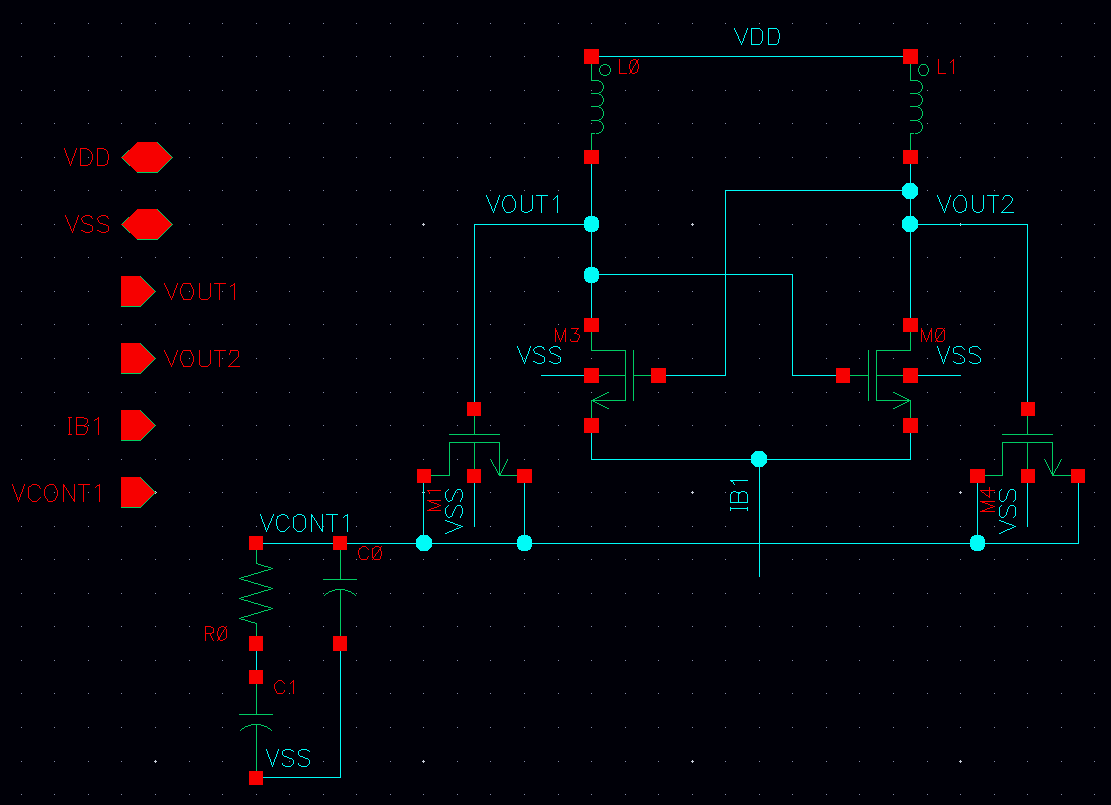 VDD
L0
L1
VDD
VSS
VOUT1
VOUT2
VOUT1
M3
M0
VSS
VSS
VOUT2
IB1
VCONT1
M1
VSS
IB1
M4
VSS
VCONT1
C0
R0
C1
VSS